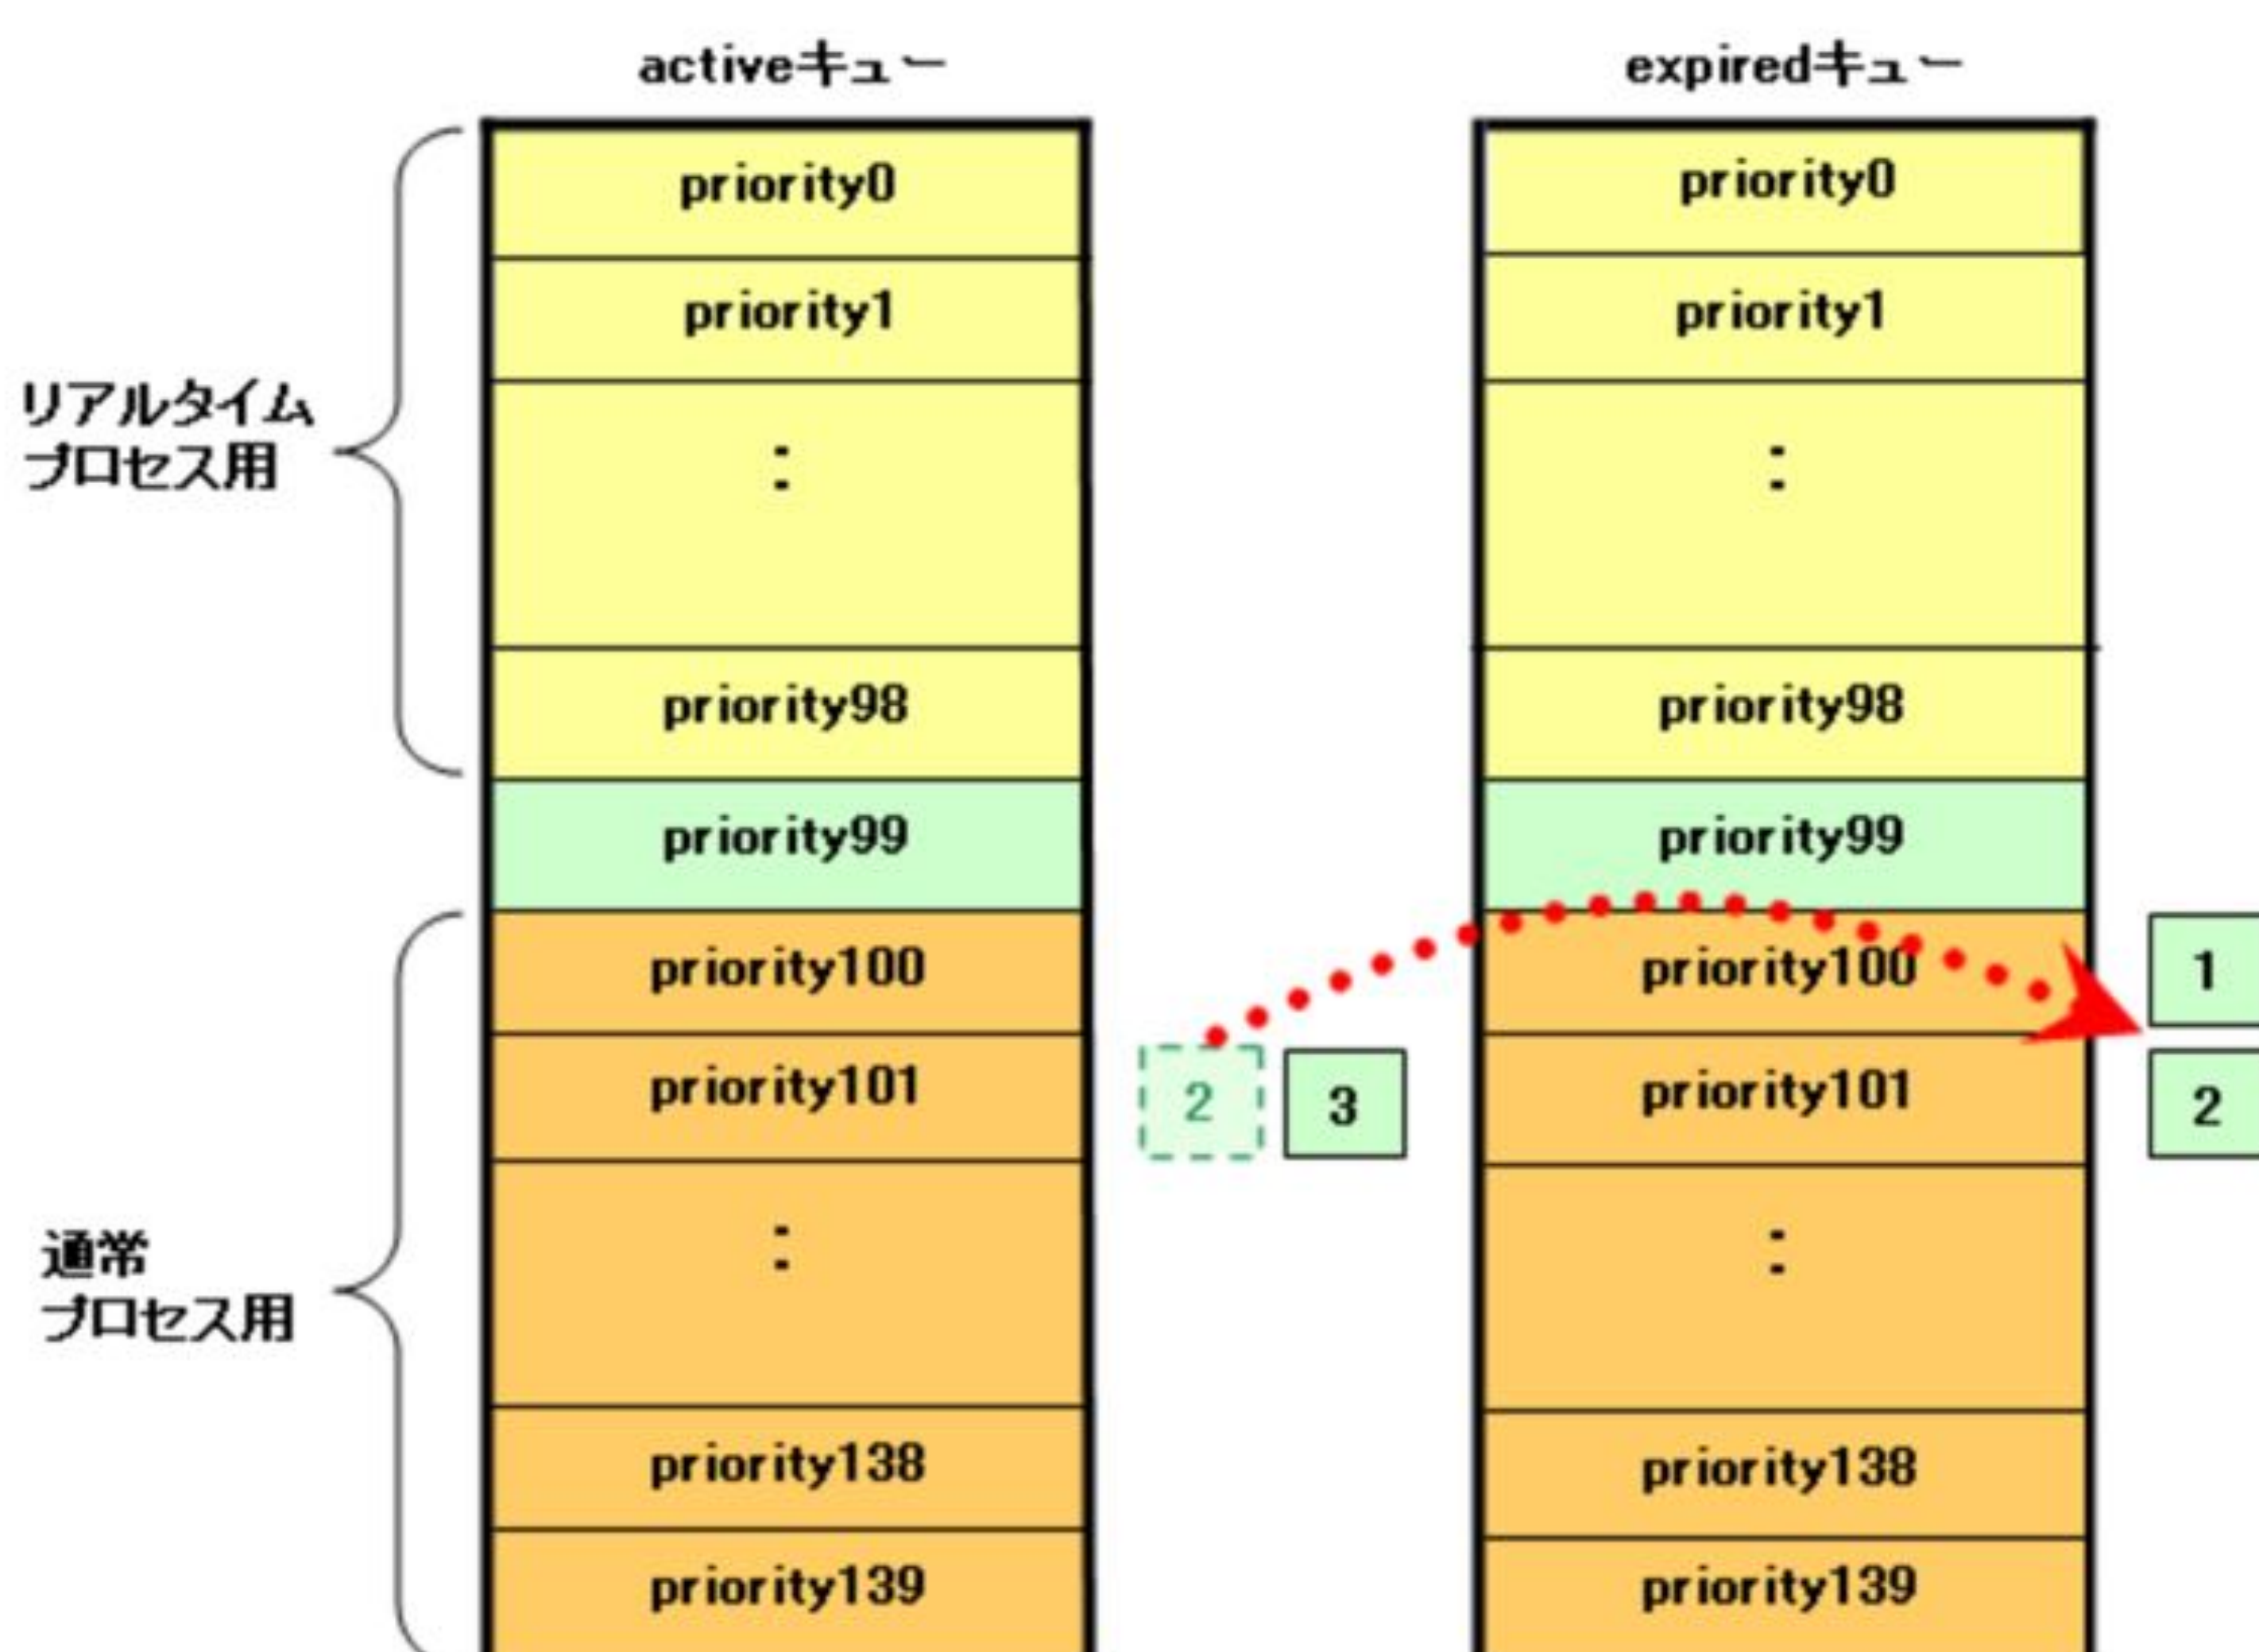 activeキュー
expiredキュー
priority0
priority0
priority1
priority1
リアルタイム
プロセス用
:
:
priority98
priority98
priority99
priority99
priority100
priority100
1
priority101
2
3
priority101
2
通常
プロセス用
:
:
priority138
priority138
priority139
priority139